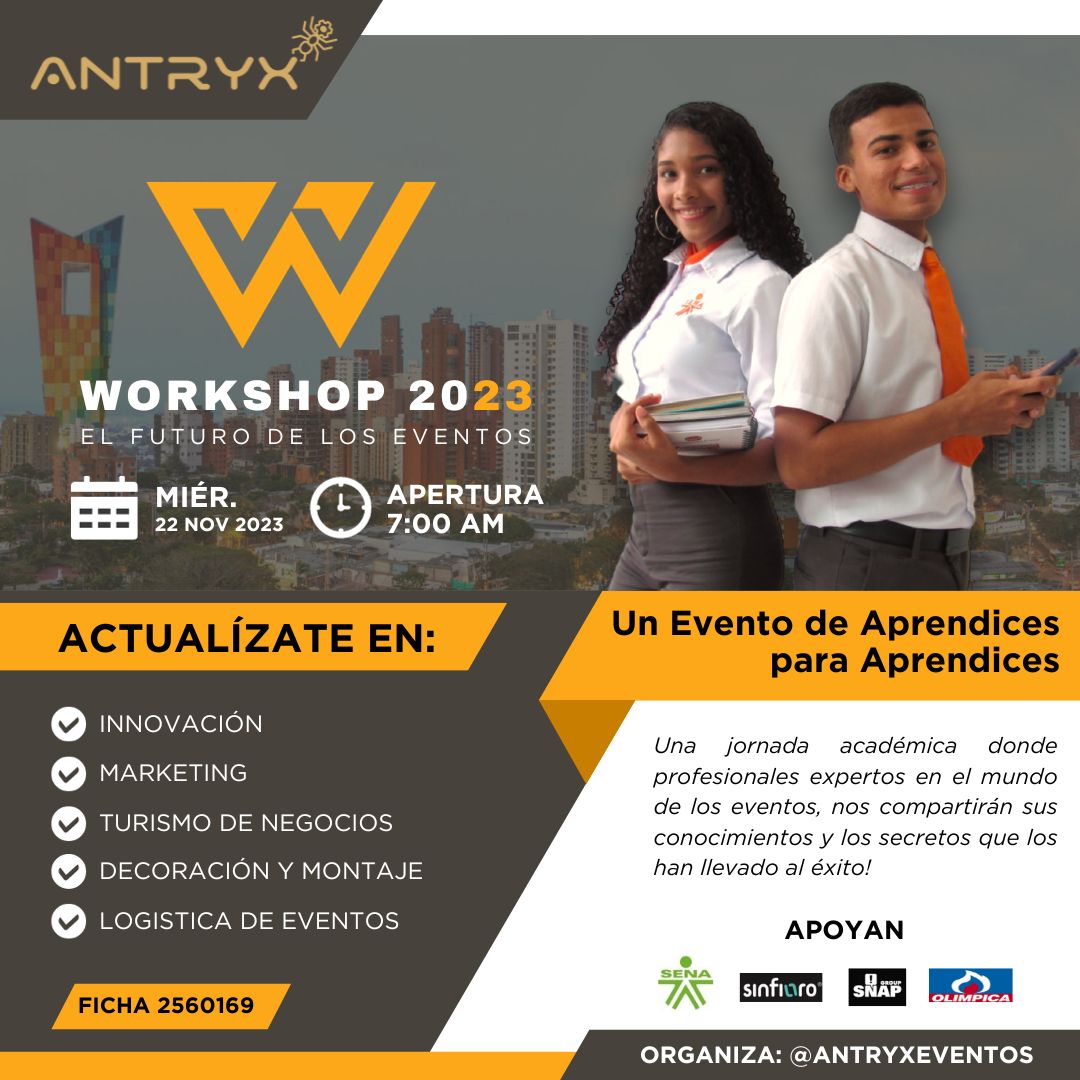 ANTRYX
WORKSHOP 2023
EL FUTURO DE LOS EVENTOS
MIÉR.
22 NOV 2023
APERTURA
7:00 AM
ACTUALÍZATE EN:
INNOVACIÓN
MARKETING
TURISMO DE NEGOCIOS
DECORACIÓN Y MONTAJE
LOGISTICA DE EVENTOS
FICHA 2560169
Un Evento de Aprendices
para Aprendices
Una jornada académica donde
profesionales expertos en el mundo
de los eventos, nos compartirán sus
conocimientos y los secretos que los
han llevado al éxito!
APOYAN
SENA
sinfiltro®
SNAP GROUP
OLIMPICA
ORGANIZA: @ANTRYXEVENTOS